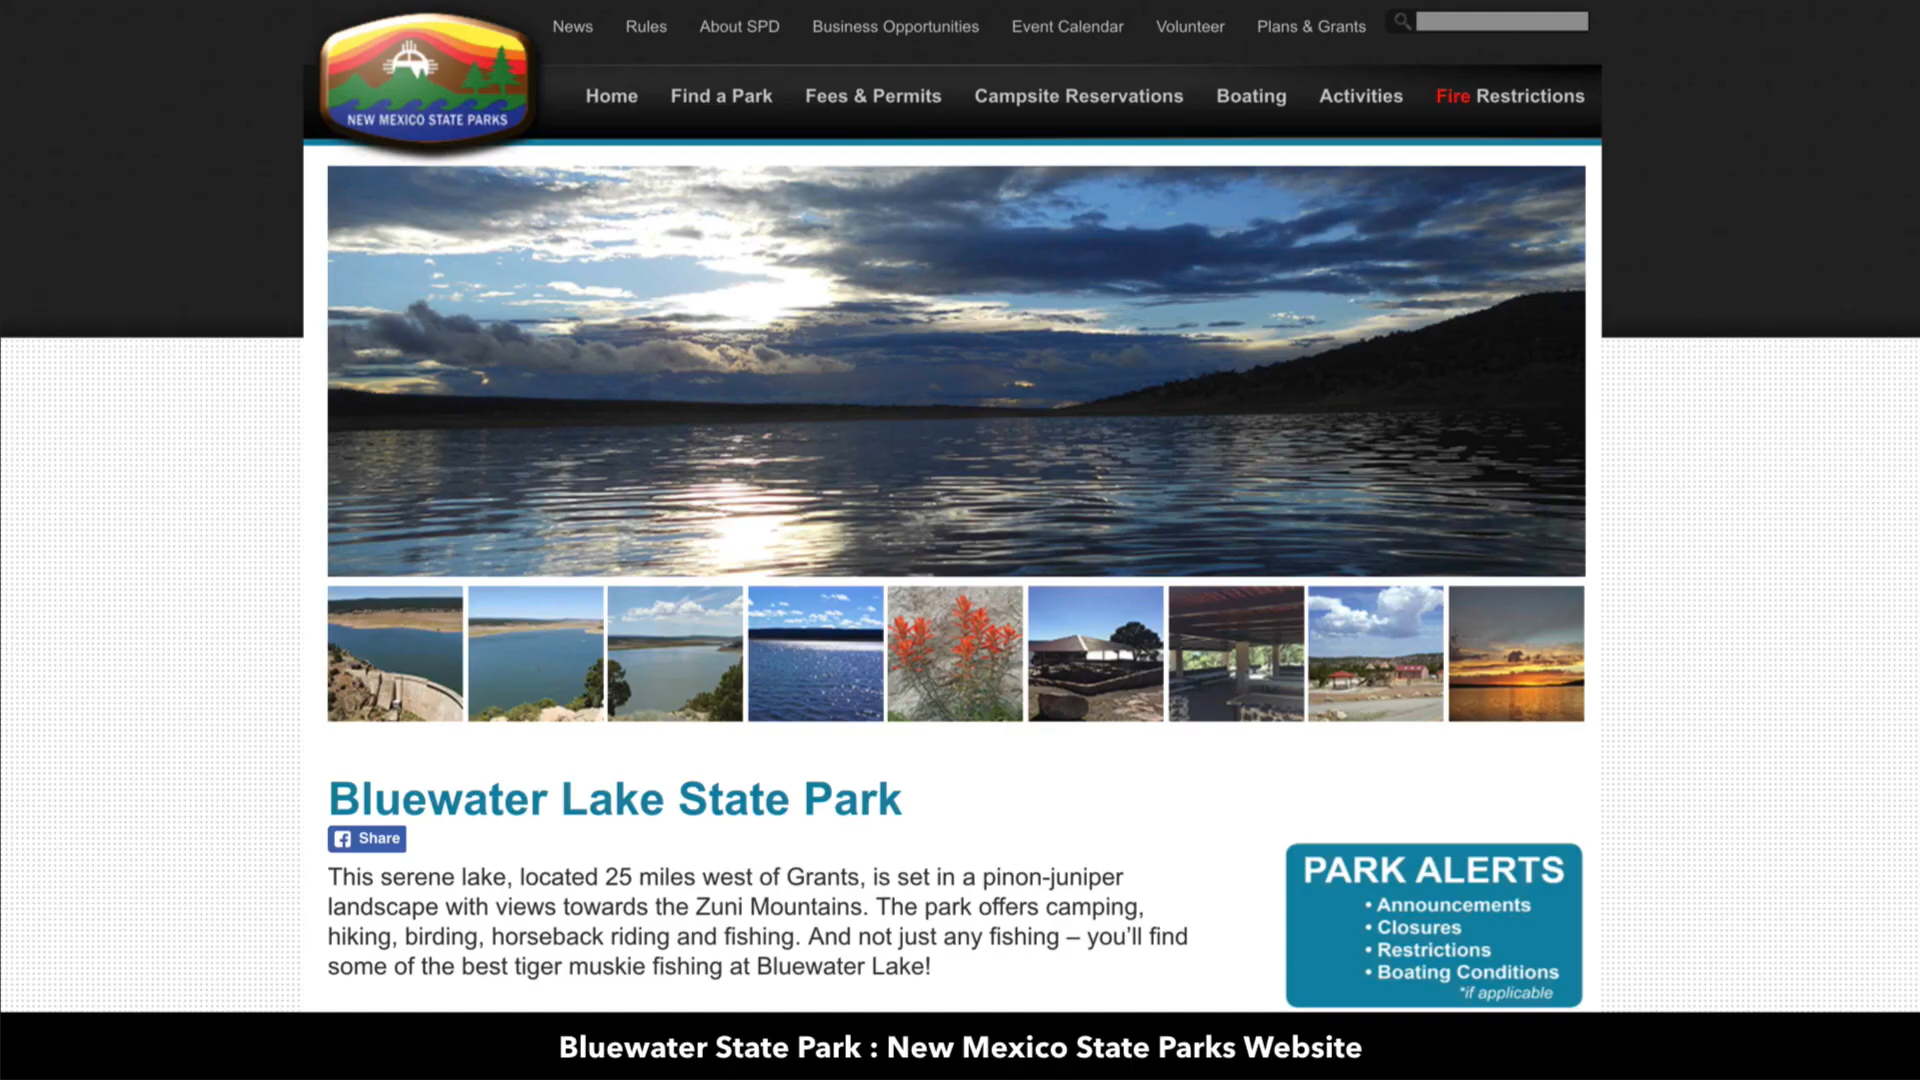 News Rules About SPD Business Opportunities Event Calendar Volunteer Plans & Grants
NEW MEXICO STATE PARKS
Home Find a Park Fees & Permits Campsite Reservations Boating Activities Fire Restrictions
Bluewater Lake State Park
Share
This serene lake, located 25 miles west of Grants, is set in a pinon-juniper
landscape with views towards the Zuni Mountains. The park offers camping,
hiking, birding, horseback riding and fishing. And not just any fishing – you’ll find
some of the best tiger muskie fishing at Bluewater Lake!
PARK ALERTS
• Announcements
• Closures
• Restrictions
• Boating Conditions
*if applicable
Bluewater State Park : New Mexico State Parks Website